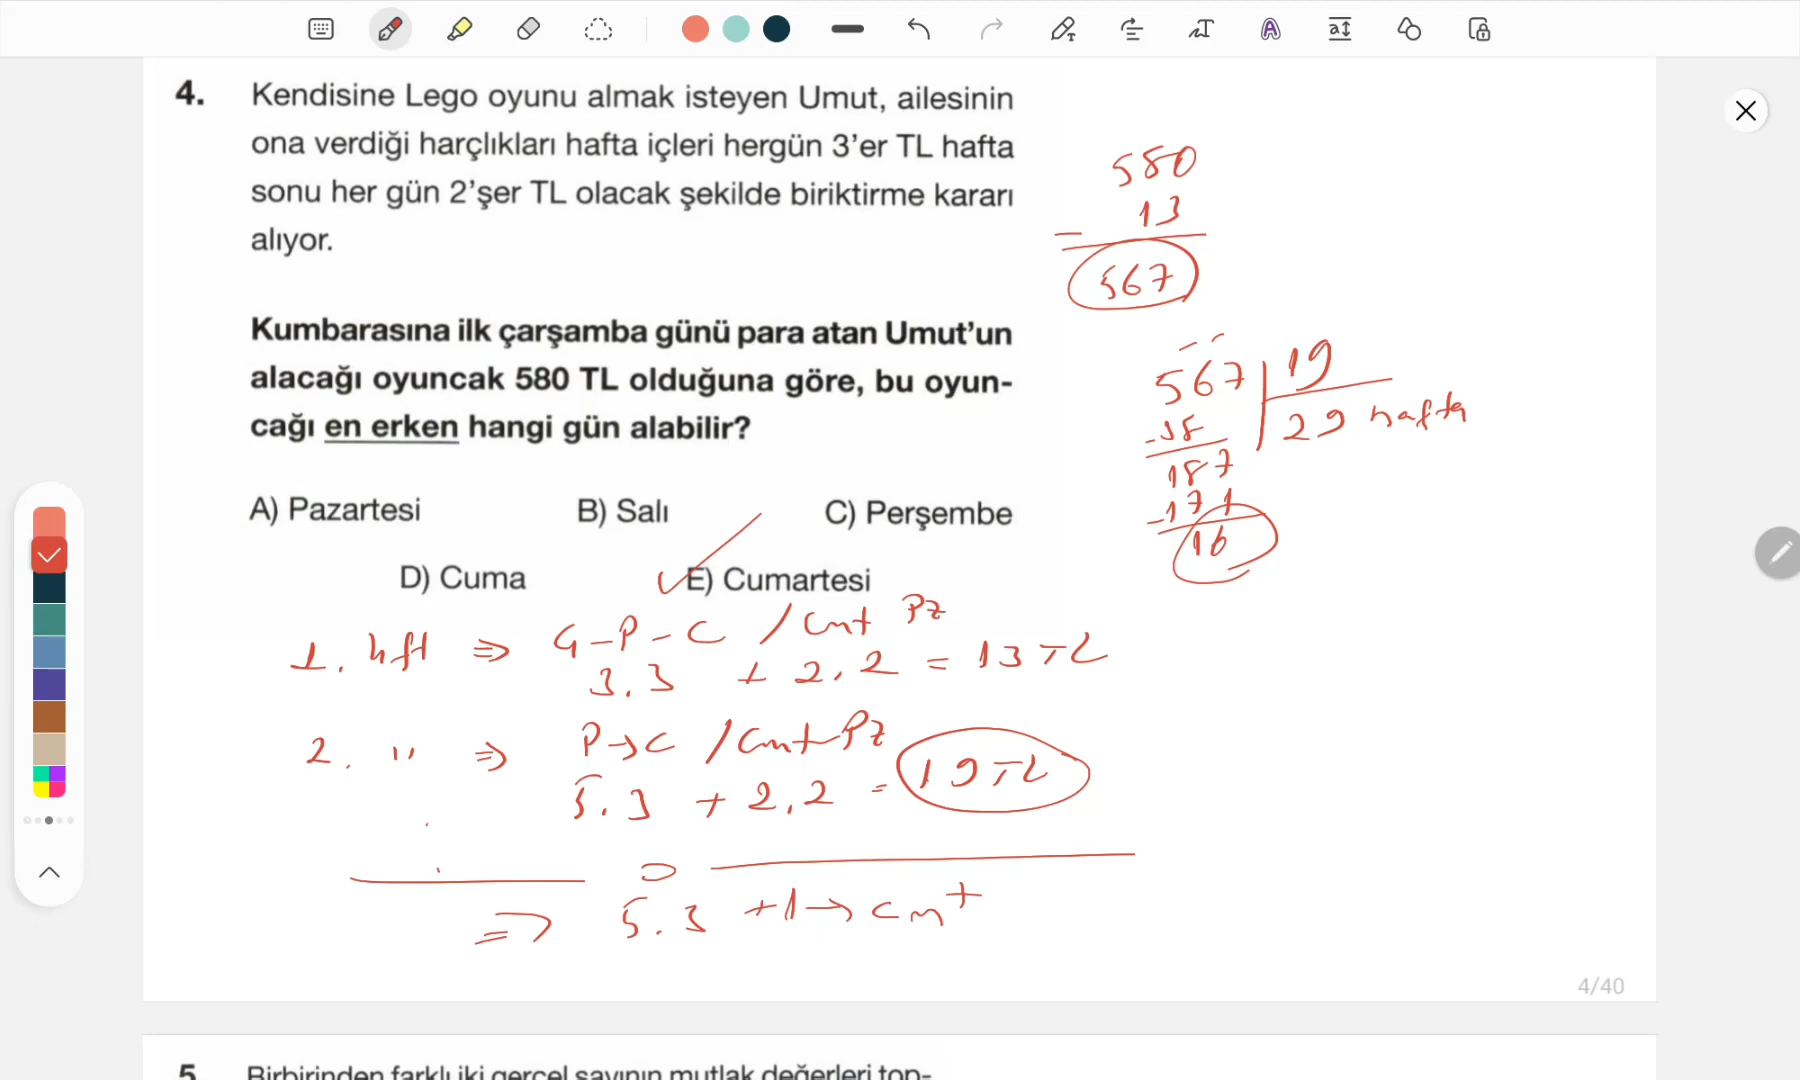 4. Kendisine Lego oyunu almak isteyen Umut, ailesinin
ona verdiği harçlıkları hafta içleri hergün 3'er TL hafta
sonu her gün 2'şer TL olacak şekilde biriktirme kararı
alıyor.
Kumbarasına ilk çarşamba günü para atan Umut'un
alacağı oyuncak 580 TL olduğuna göre, bu oyun-
cağı en erken hangi gün alabilir?
A) Pazartesi B) Salı C) Perşembe
D) Cuma E) Cumartesi
580
- 13
567
567 | 19
29 hafta
-38
187
-171
16
1. hft ⇒ Ç-P-C / Cmt Pz
3.3 + 2.2 = 13 TL
2. " ⇒ P→C / Cmt Pz
5.3 + 2.2 = 19 TL
⇒ 5.3 +1 → cmt
4/40
5. Birbirinden farklı iki gerçel sayının mutlak değerleri top-